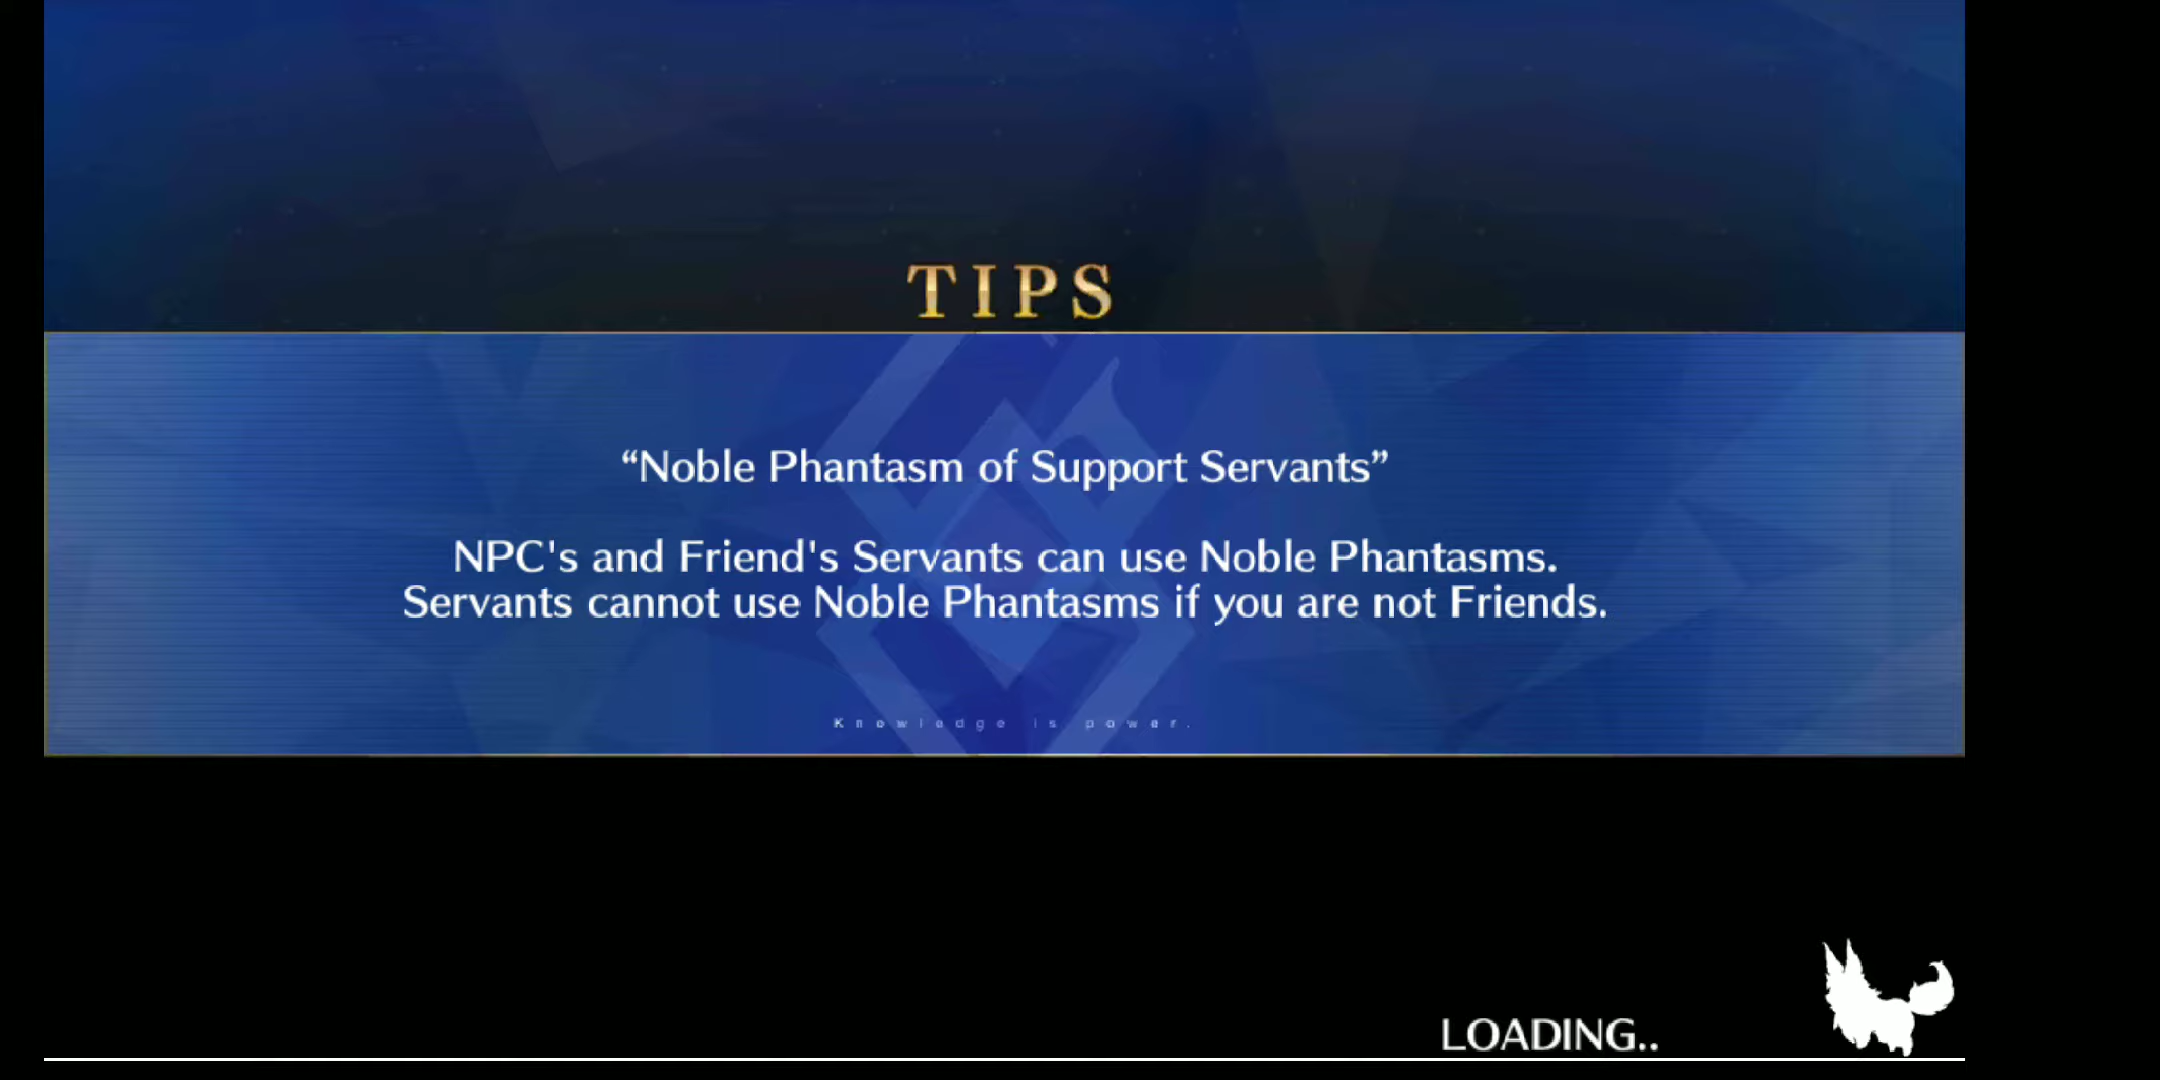 TIPS
“Noble Phantasm of Support Servants”
NPC's and Friend's Servants can use Noble Phantasms.
Servants cannot use Noble Phantasms if you are not Friends.
Knowledge is power.
LOADING..